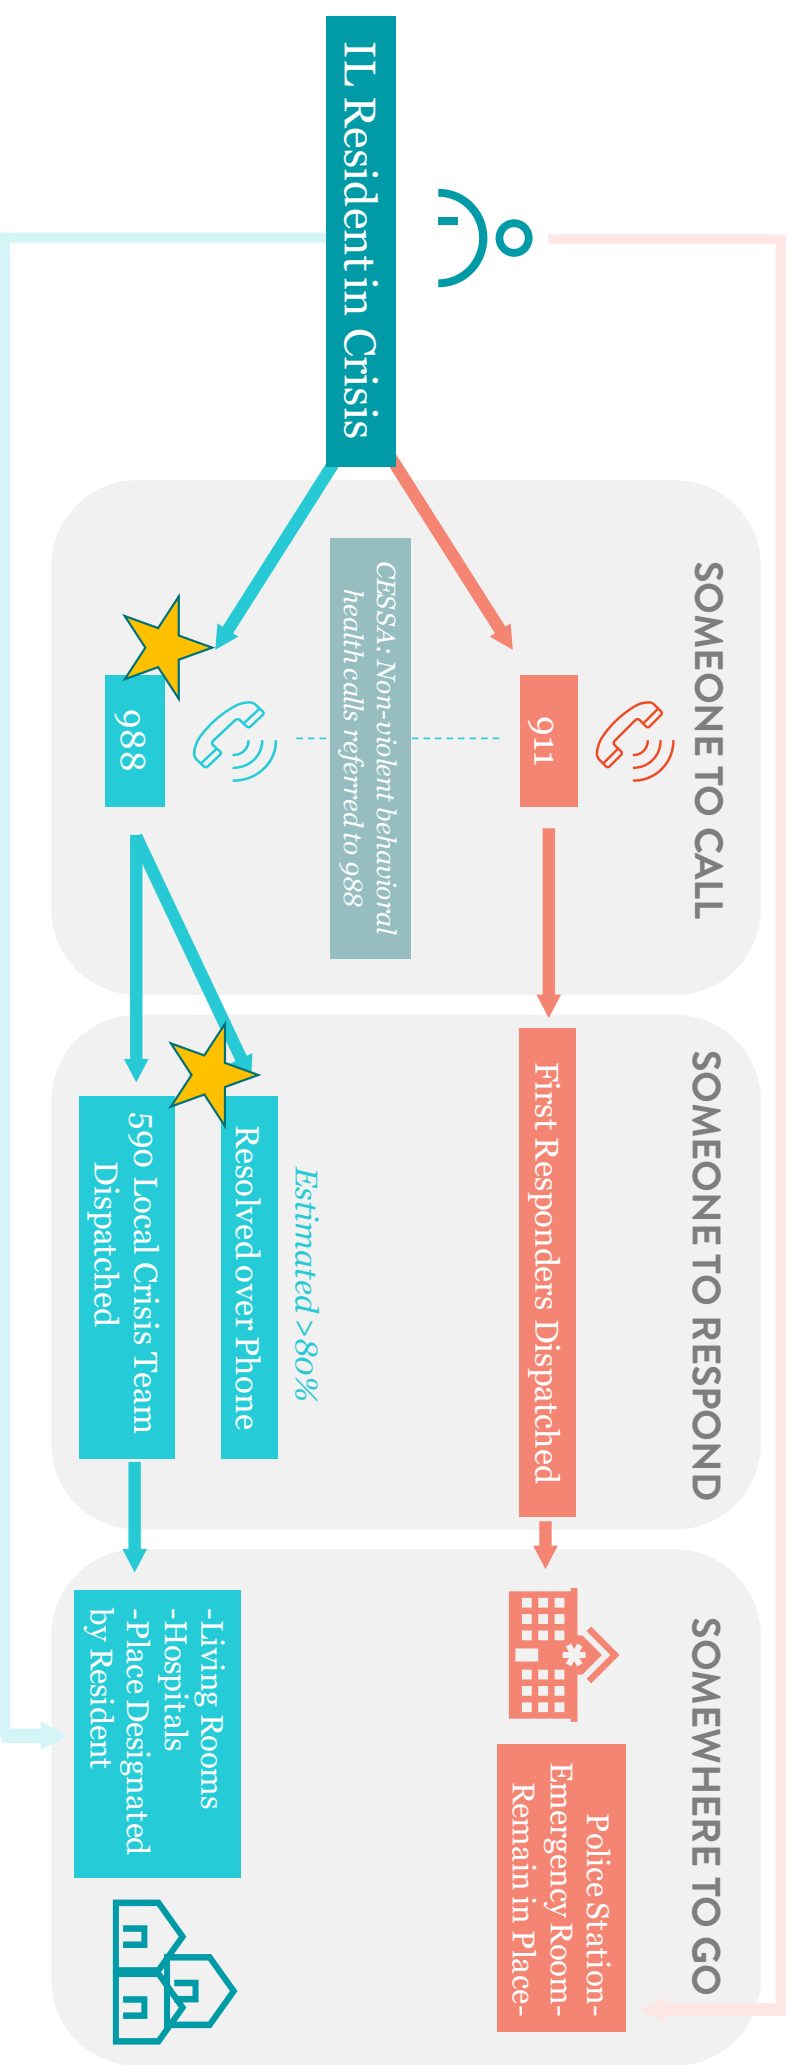 IL Resident in Crisis
SOMEONE TO CALL
911
CESSA: Non-violent behavioral
health calls referred to 988
988
SOMEONE TO RESPOND
First Responders Dispatched
Estimated >80%
Resolved over Phone
590 Local Crisis Team
Dispatched
SOMEWHERE TO GO
Police Station-
Emergency Room-
Remain in Place-
-Living Rooms
-Hospitals
-Place Designated
by Resident